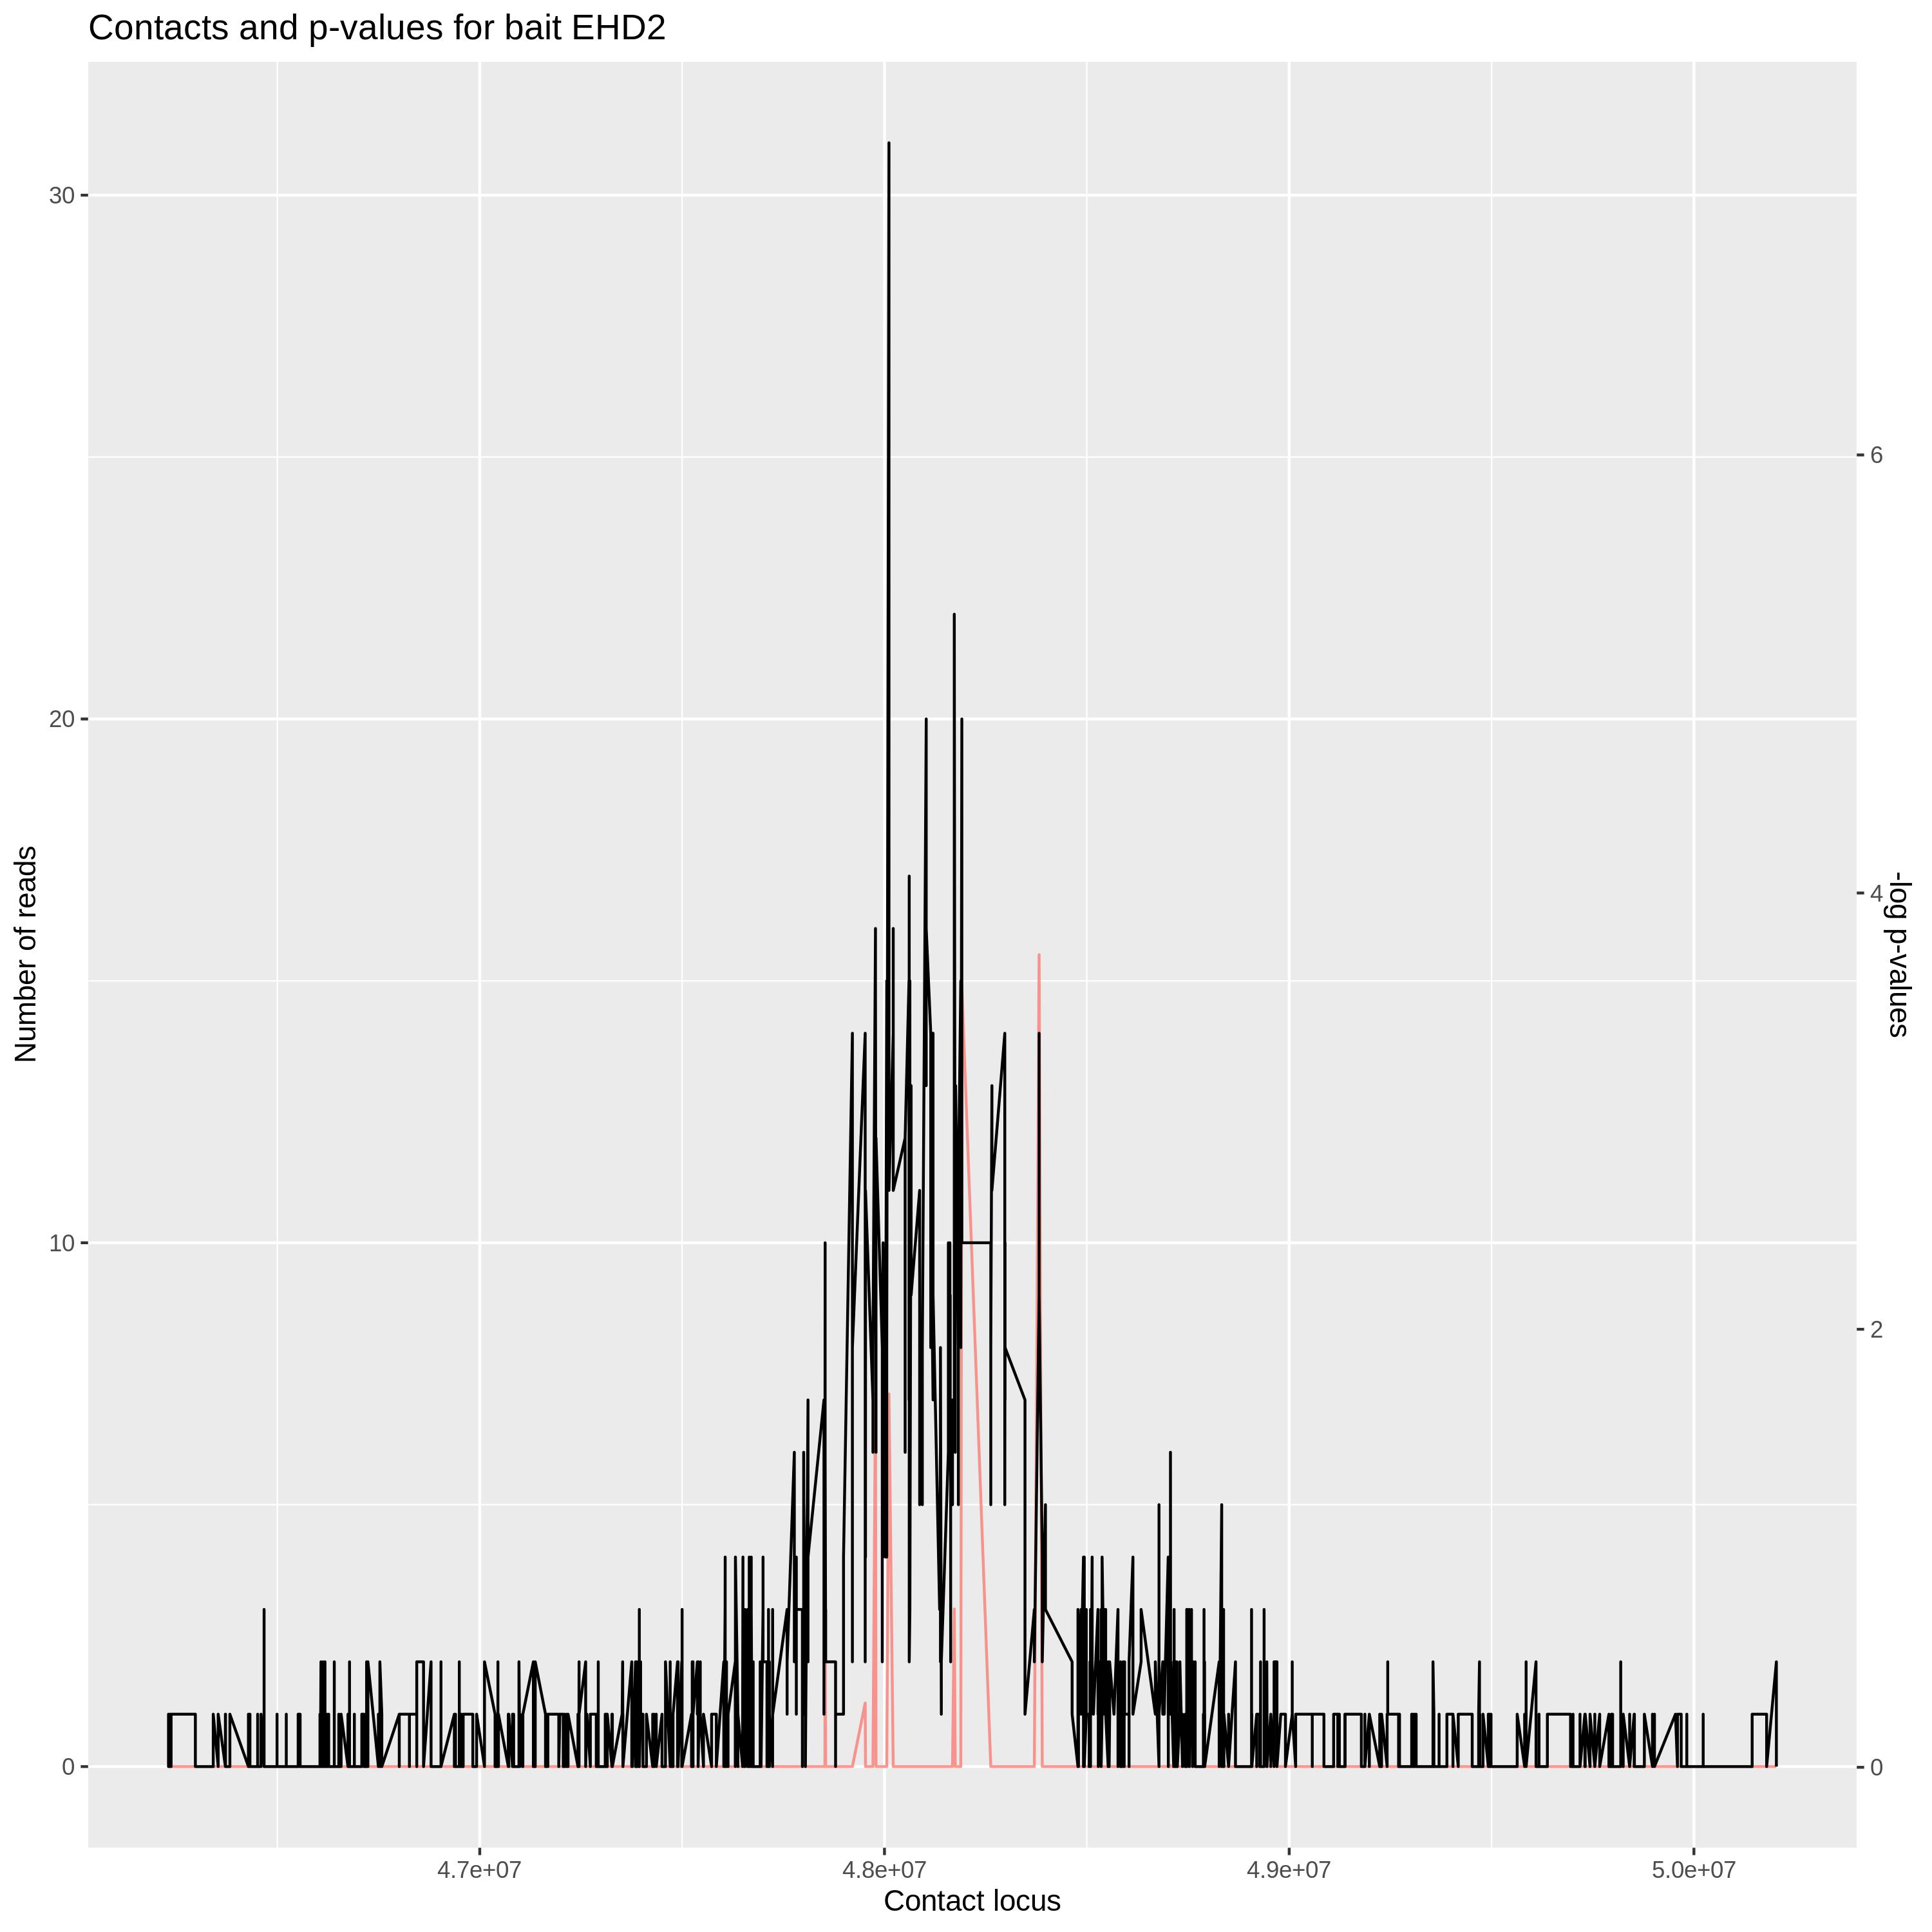 Contacts and p-values for bait EHD2
30
20
10
0
Number of reads
6
4
2
0
-log p-values
4.7e+07 4.8e+07 4.9e+07 5.0e+07
Contact locus